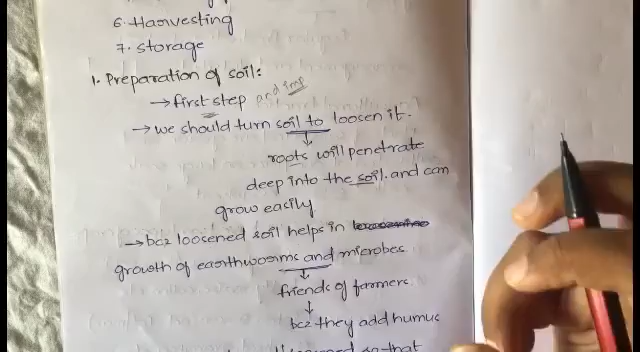 6. Harvesting
7. Storage
1. Preparation of soil:
→ first step and imp
→ we should turn soil to loosen it.
↓
roots will penetrate
deep into the soil. and can
grow easily
→ bcz loosened soil helps in
growth of earthworms and microbes
↓
friends of farmers
↓
bcz they add humus
so that